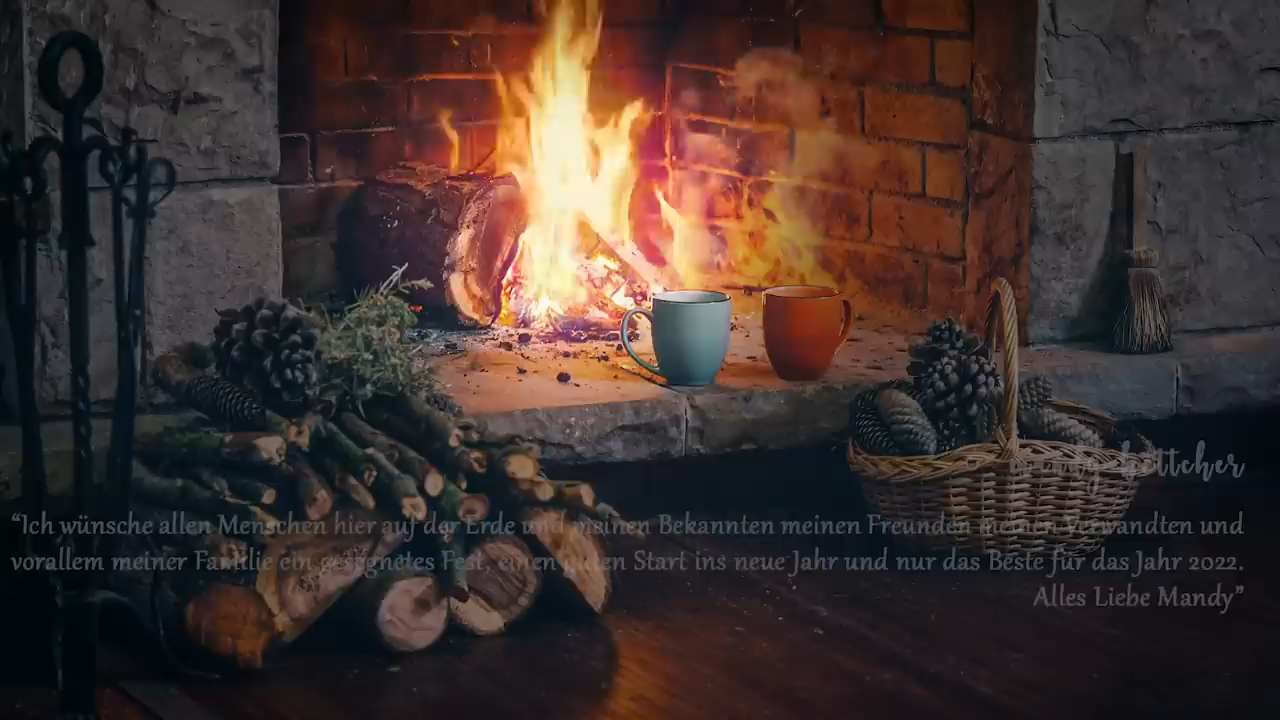 “Ich wünsche allen Menschen hier auf der Erde und meinen Bekannten meinen Freunden meinen Verwandten und
vorallem meiner Familie ein gesegnetes Fest, einen guten Start ins neue Jahr und nur das Beste für das Jahr 2022.
Alles Liebe Mandy”